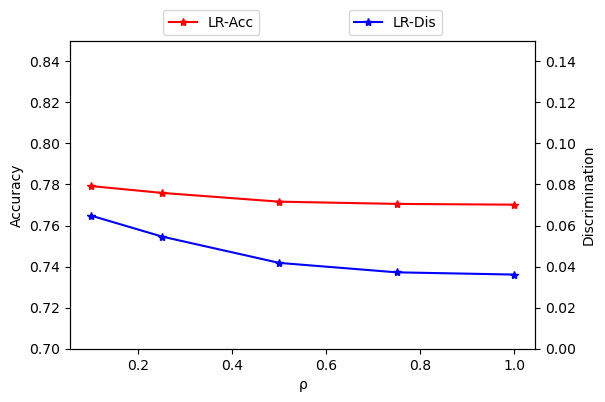 LR-Acc LR-Dis
0.84 0.14
0.82 0.12
0.80 0.10
0.78 0.08
0.76 0.06
0.74 0.04
0.72 0.02
0.70 0.00
Accuracy
Discrimination
0.2 0.4 0.6 0.8 1.0
ρ